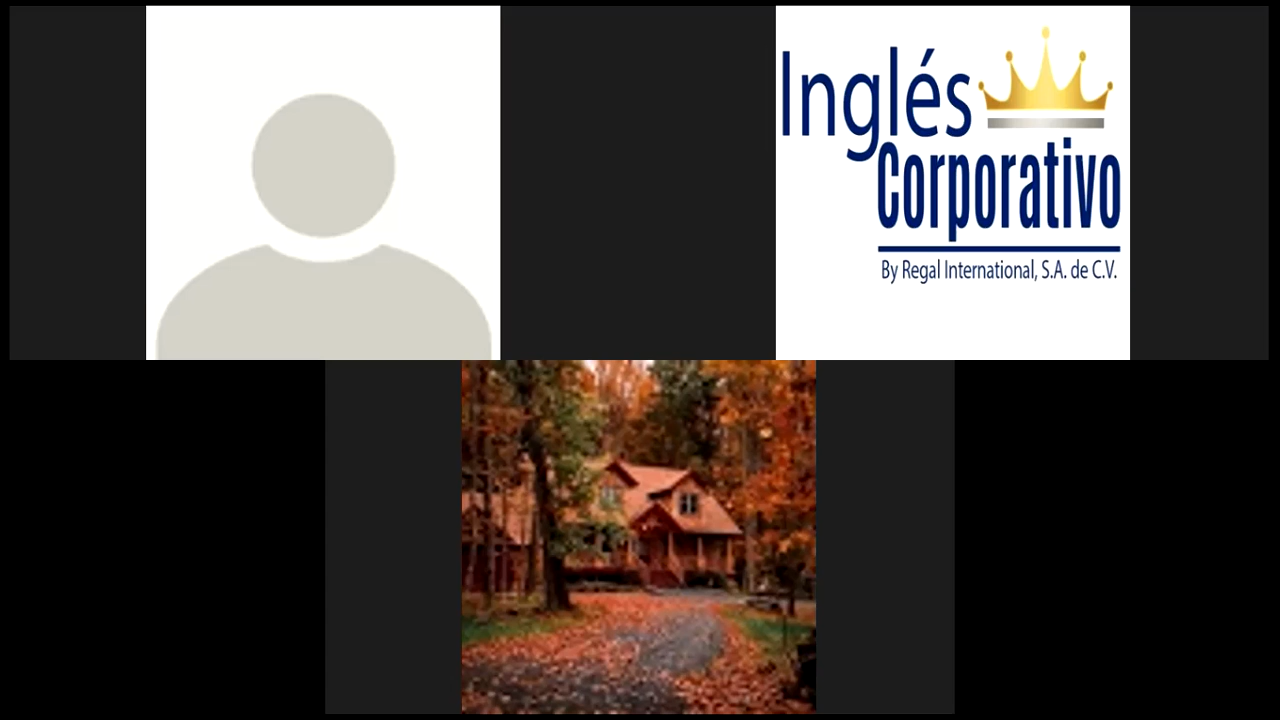 Inglés
Corporativo
By Regal International, S.A. de C.V.